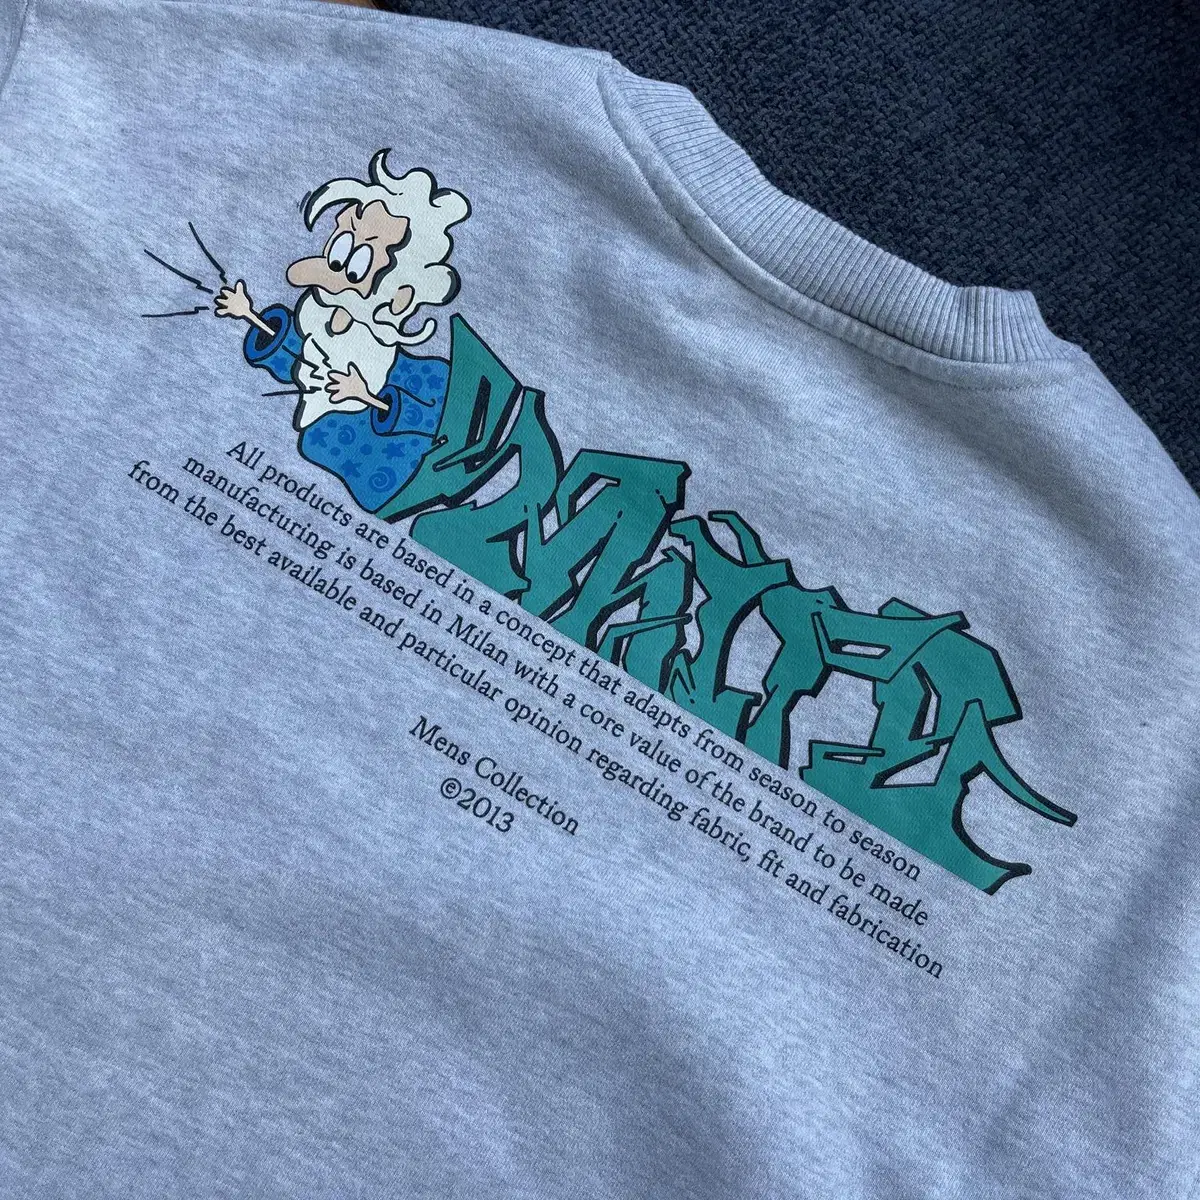 All products are based in a concept that adapts from season to season
manufacturing is based in Milan with a core value of the brand to be made
from the best available and particular opinion regarding fabric, fit and fabrication
Mens Collection
©2013